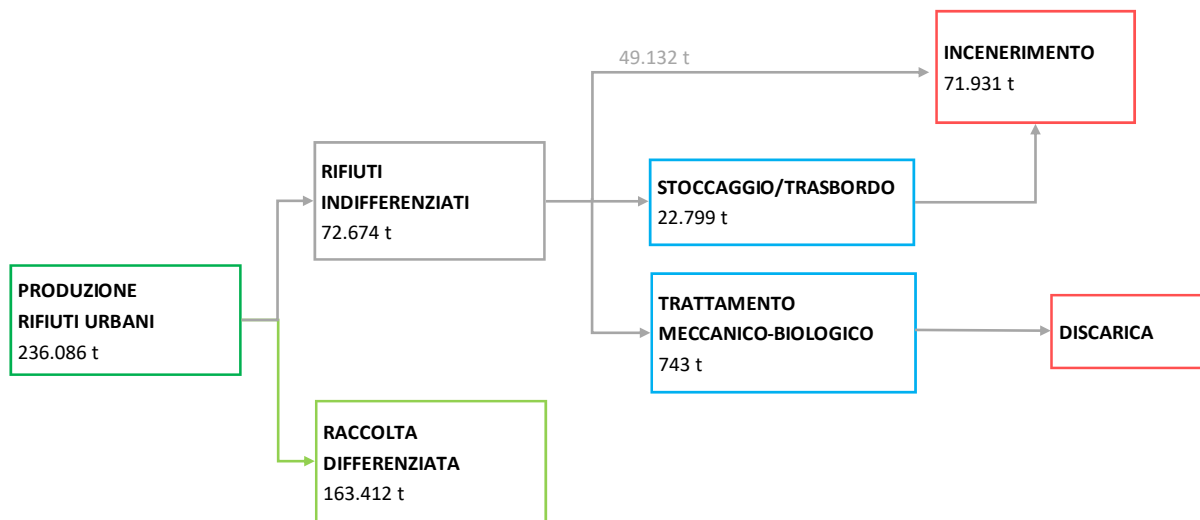 49.132 t
INCENERIMENTO
71.931 t
RIFIUTI
INDIFFERENZIATI
72.674 t
STOCCAGGIO/TRASBORDO
22.799 t
PRODUZIONE
RIFIUTI URBANI
236.086 t
TRATTAMENTO
MECCANICO-BIOLOGICO
743 t
DISCARICA
RACCOLTA
DIFFERENZIATA
163.412 t